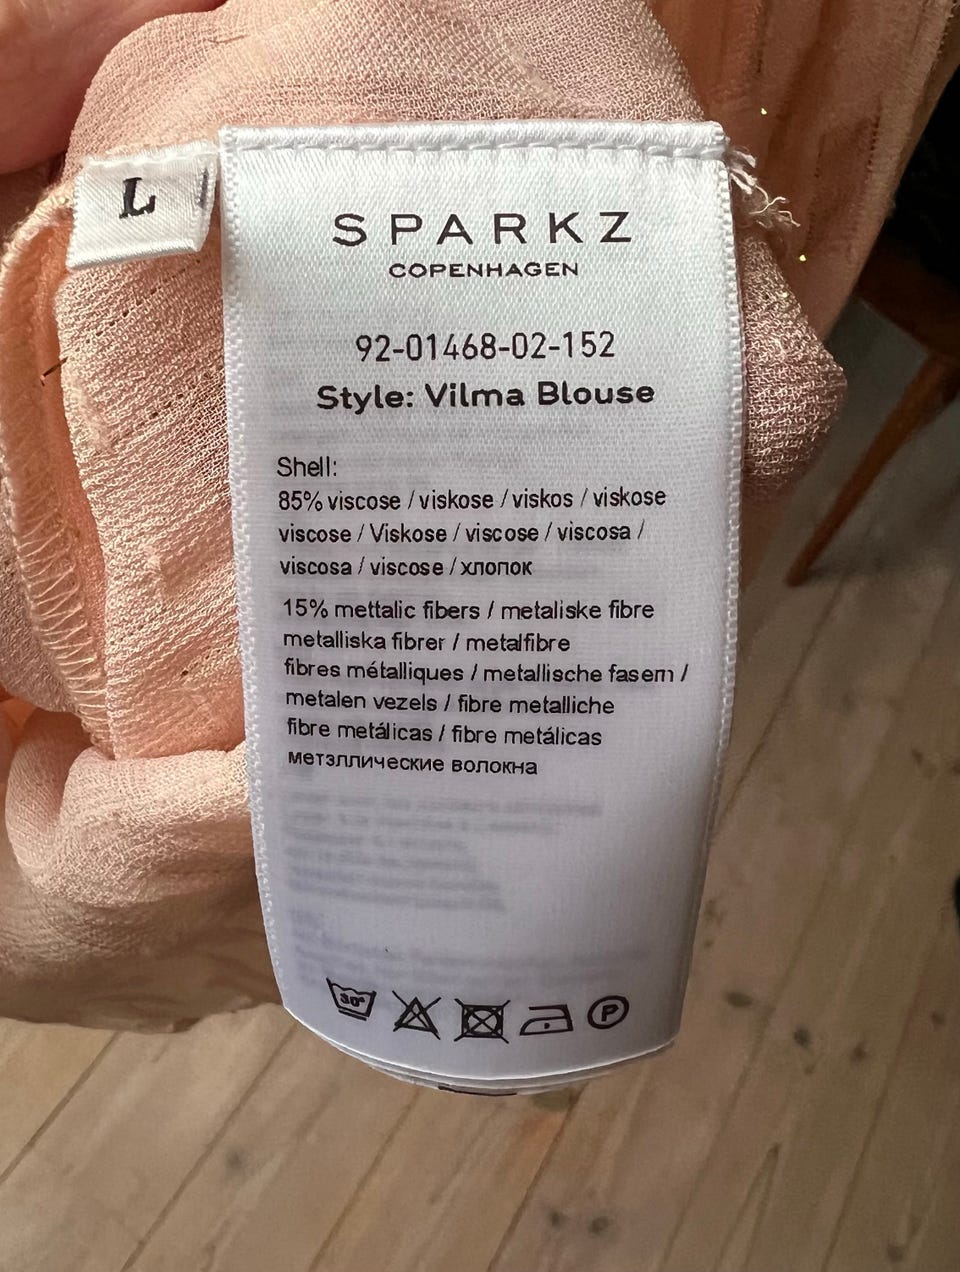 L
SPARKZ
COPENHAGEN
92-01468-02-152
Style: Vilma Blouse
Shell:
85% viscose / viskose / viskos / viskose
viscose / Viskose / viscose / viscosa /
viscosa / viscose / хлопок
15% mettalic fibers / metaliske fibre
metalliska fibrer / metalfibre
fibres métalliques / metallische fasern /
metalen vezels / fibre metalliche
fibre metálicas / fibre metálicas
метзллические волокна
30°
P